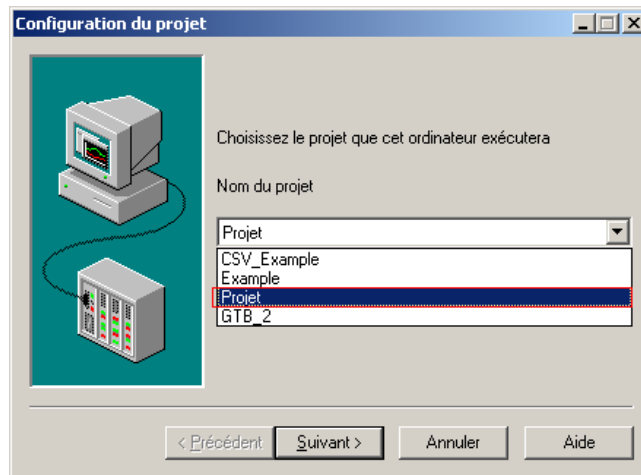 Configuration du projet
Choisissez le projet que cet ordinateur exécutera
Nom du projet
Projet
CSV_Example
Example
Projet
GTB_2
< Précédent
Suivant >
Annuler
Aide